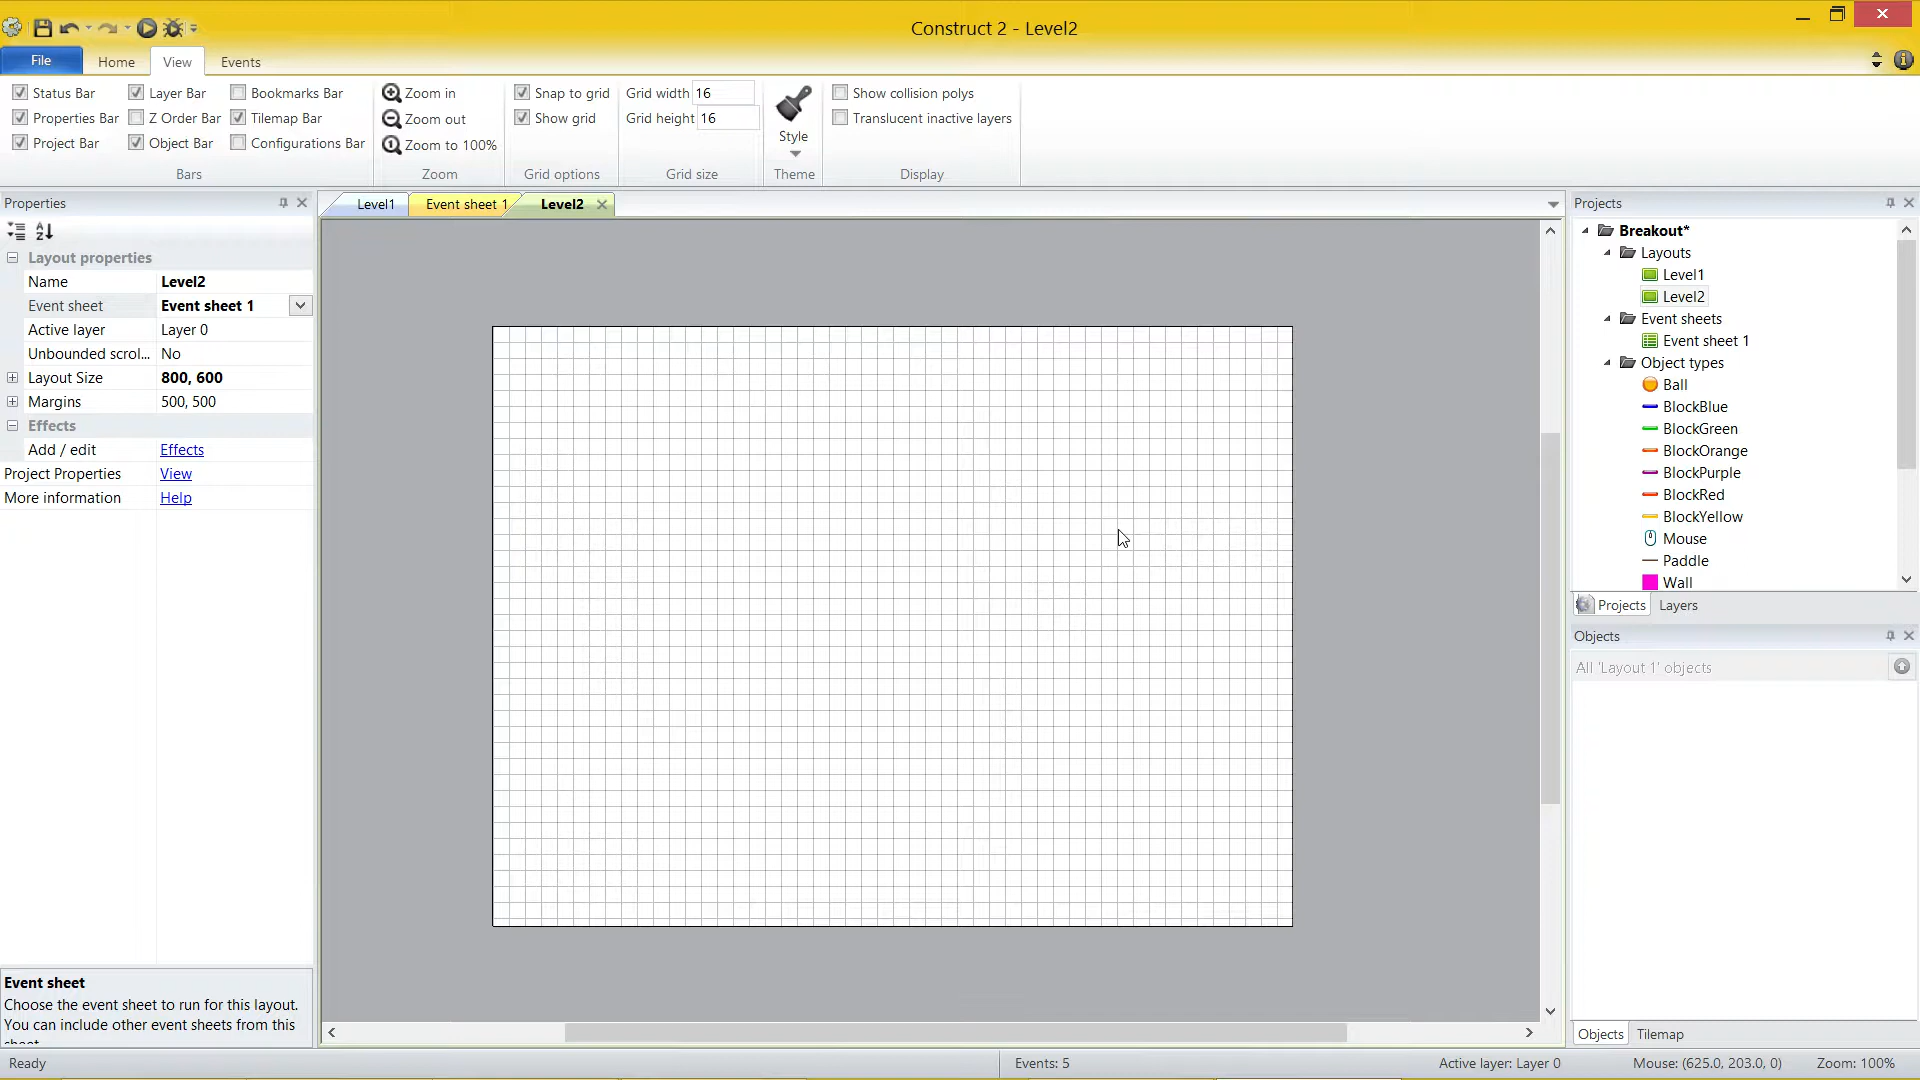 Construct 2 - Level2
File
Home
View
Events
Status Bar
Layer Bar
Bookmarks Bar
Properties Bar
Z Order Bar
Tilemap Bar
Project Bar
Object Bar
Configurations Bar
Bars
Zoom in
Zoom out
Zoom to 100%
Zoom
Snap to grid
Show grid
Grid options
Grid width 16
Grid height 16
Grid size
Style
Theme
Show collision polys
Translucent inactive layers
Display
Properties
Layout properties
Name Level2
Event sheet Event sheet 1
Active layer Layer 0
Unbounded scrol... No
Layout Size 800, 600
Margins 500, 500
Effects
Add / edit Effects
Project Properties View
More information Help
Event sheet
Choose the event sheet to run for this layout.
You can include other event sheets from this
Level1
Event sheet 1
Level2
Projects
Breakout*
Layouts
Level1
Level2
Event sheets
Event sheet 1
Object types
Ball
BlockBlue
BlockGreen
BlockOrange
BlockPurple
BlockRed
BlockYellow
Mouse
Paddle
Wall
Projects
Layers
Objects
All 'Layout 1' objects
Objects
Tilemap
Ready
Events: 5
Active layer: Layer 0
Mouse: (625.0, 203.0, 0)
Zoom: 100%